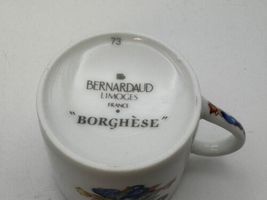 73
BERNARDAUD
LIMOGES
FRANCE
"BORGHÈSE"